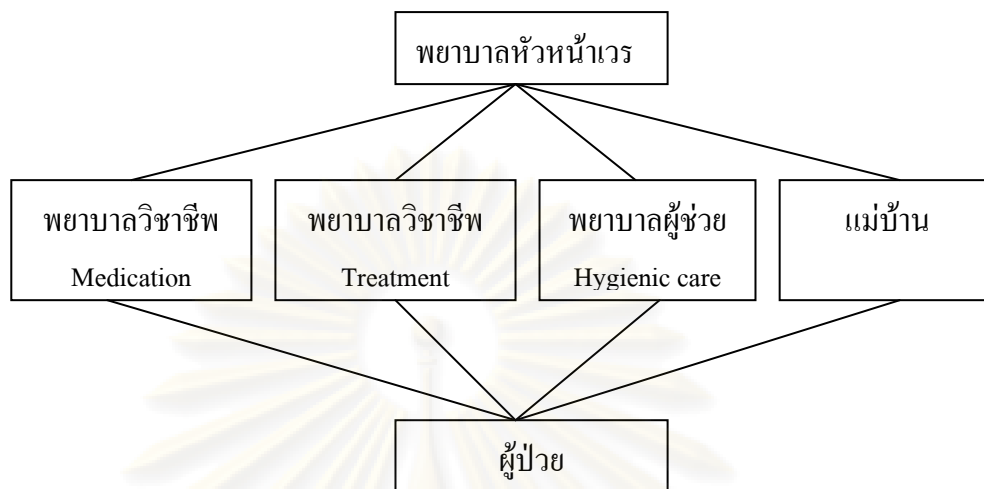 พยาบาลหัวหน้าเวร
พยาบาลวิชาชีพ
Medication
พยาบาลวิชาชีพ
Treatment
พยาบาลผู้ช่วย
Hygienic care
แม่บ้าน
ผู้ป่วย